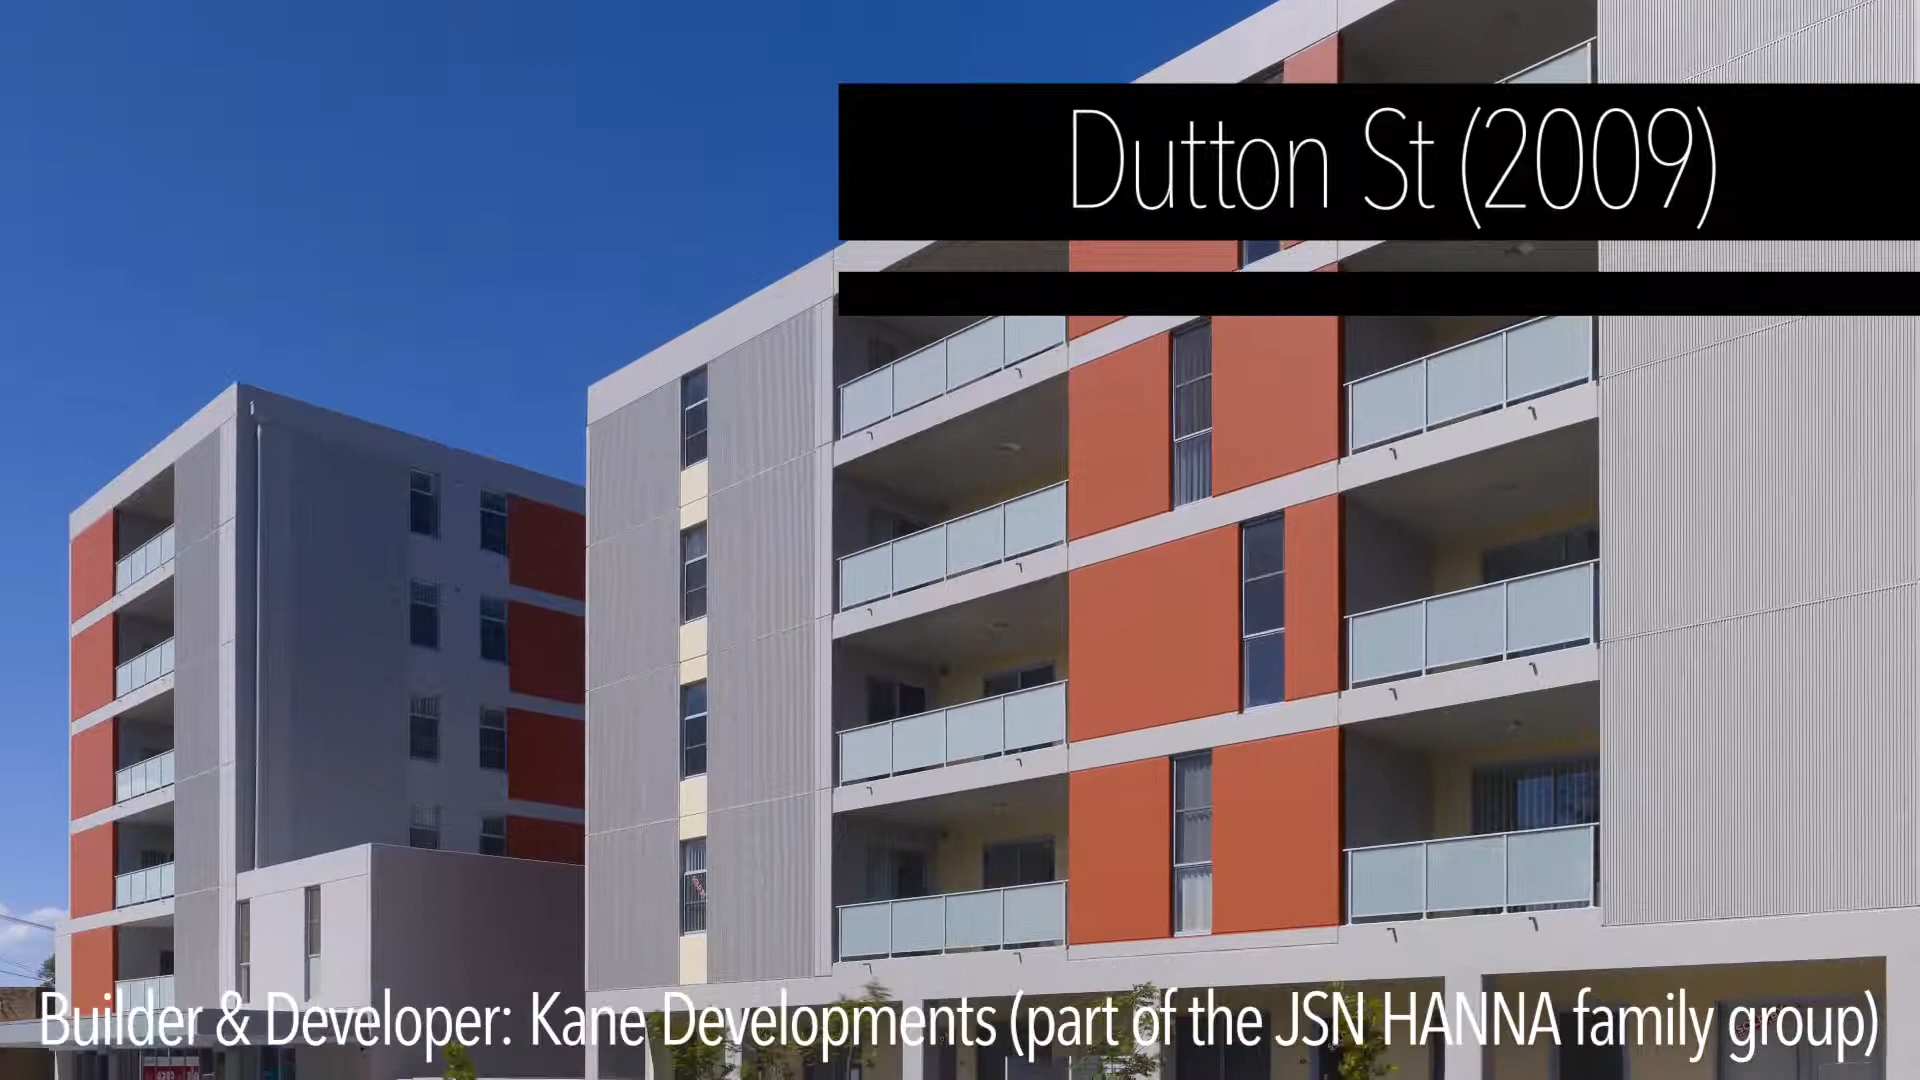 Dutton St (2009)
Builder & Developer: Kane Developments (part of the JSN HANNA family group)